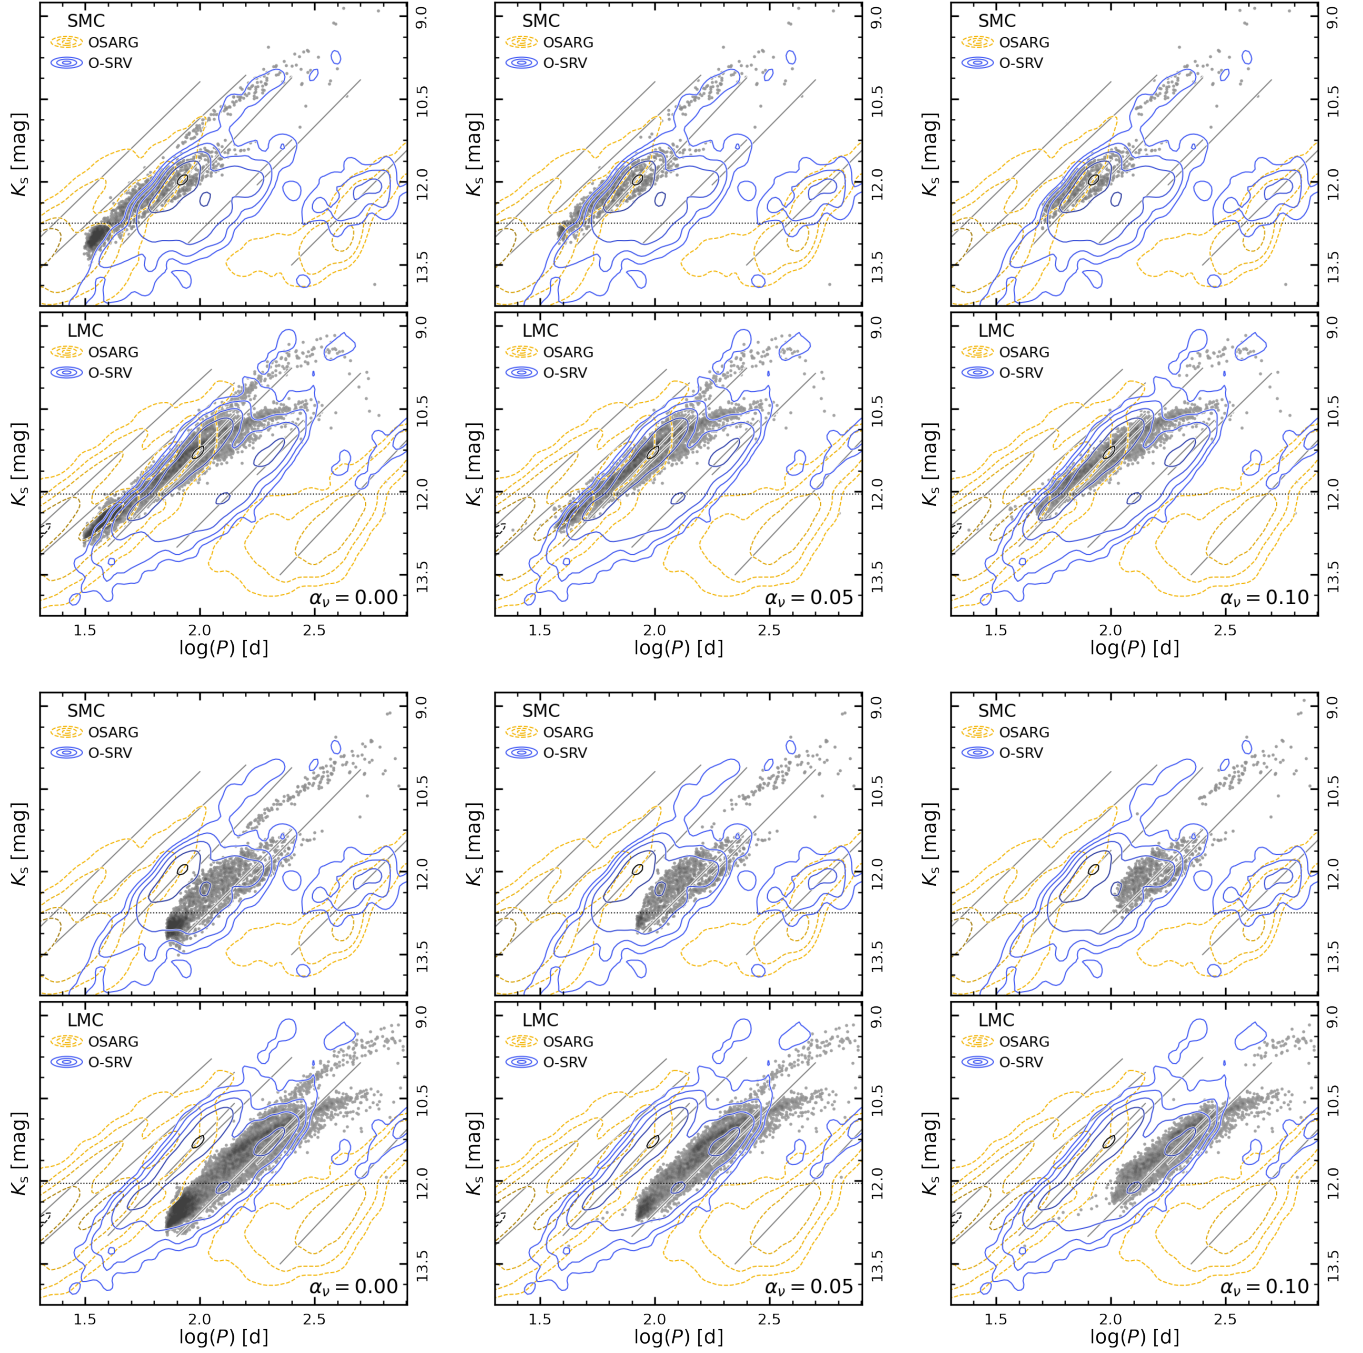 SMC
OSARG
O-SRV
Kₛ [mag]
9.0
10.5
12.0
13.5
SMC
OSARG
O-SRV
Kₛ [mag]
9.0
10.5
12.0
13.5
SMC
OSARG
O-SRV
Kₛ [mag]
9.0
10.5
12.0
13.5
LMC
OSARG
O-SRV
Kₛ [mag]
9.0
10.5
12.0
13.5
αᵥ = 0.00
1.5 2.0 2.5
log(P) [d]
LMC
OSARG
O-SRV
Kₛ [mag]
9.0
10.5
12.0
13.5
αᵥ = 0.05
1.5 2.0 2.5
log(P) [d]
LMC
OSARG
O-SRV
Kₛ [mag]
9.0
10.5
12.0
13.5
αᵥ = 0.10
1.5 2.0 2.5
log(P) [d]
SMC
OSARG
O-SRV
Kₛ [mag]
9.0
10.5
12.0
13.5
SMC
OSARG
O-SRV
Kₛ [mag]
9.0
10.5
12.0
13.5
SMC
OSARG
O-SRV
Kₛ [mag]
9.0
10.5
12.0
13.5
LMC
OSARG
O-SRV
Kₛ [mag]
9.0
10.5
12.0
13.5
αᵥ = 0.00
1.5 2.0 2.5
log(P) [d]
LMC
OSARG
O-SRV
Kₛ [mag]
9.0
10.5
12.0
13.5
αᵥ = 0.05
1.5 2.0 2.5
log(P) [d]
LMC
OSARG
O-SRV
Kₛ [mag]
9.0
10.5
12.0
13.5
αᵥ = 0.10
1.5 2.0 2.5
log(P) [d]